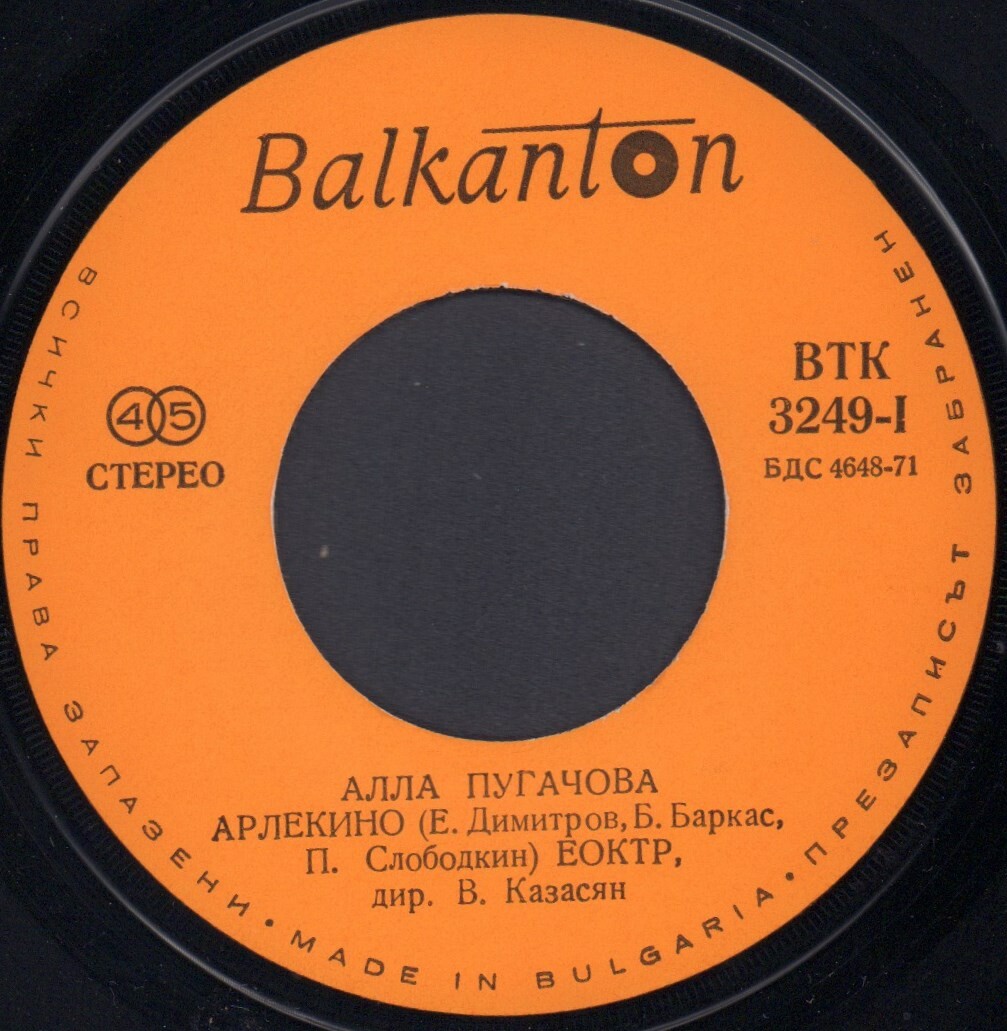 Balkanton
ВСИЧКИ ПРАВА ЗАПАЗЕНИ • MADE IN BULGARIA • ПРЕЗАПИСЪТ ЗАБРАНЕН
45
СТЕРЕО
ВТК
3249-I
БДС 4648-71
АЛЛА ПУГАЧОВА
АРЛЕКИНО (Е. Димитров, Б. Баркас,
П. Слободкин) ЕОКТР,
дир. В. Казасян